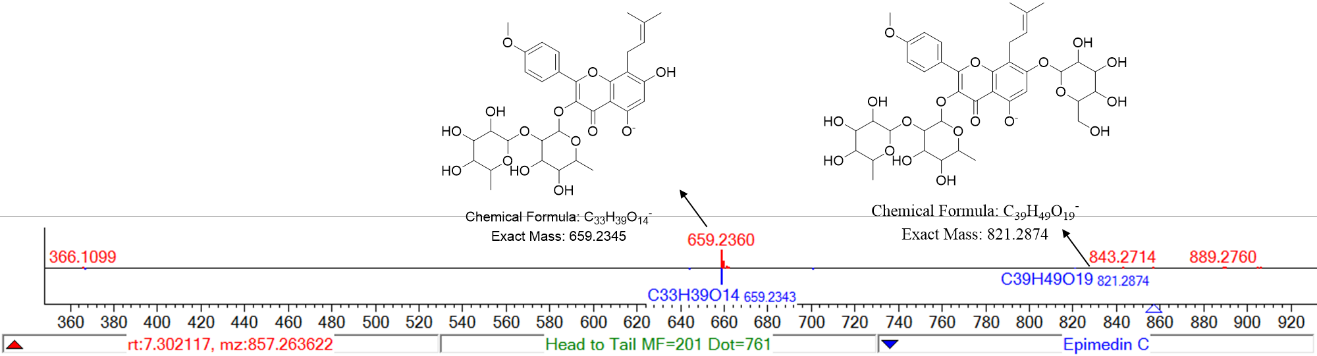 Chemical Formula: C₃₃H₃₉O₁₄⁻
Exact Mass: 659.2345
Chemical Formula: C₃₉H₄₉O₁₉⁻
Exact Mass: 821.2874
366.1099
659.2360
843.2714
889.2760
C33H39O14 659.2343
C39H49O19 821.2874
360 380 400 420 440 460 480 500 520 540 560 580 600 620 640 660 680 700 720 740 760 780 800 820 840 860 880 900 920
rt:7.302117, mz:857.263622
Head to Tail MF=201 Dot=761
Epimedin C
O
O
OH
O
O
O⁻
OH
HO
HO
HO
O
O
O
HO
OH
O
O
O
OH
OH
OH
O
OH
O
O
O⁻
OH
HO
HO
HO
O
O
O
HO
OH